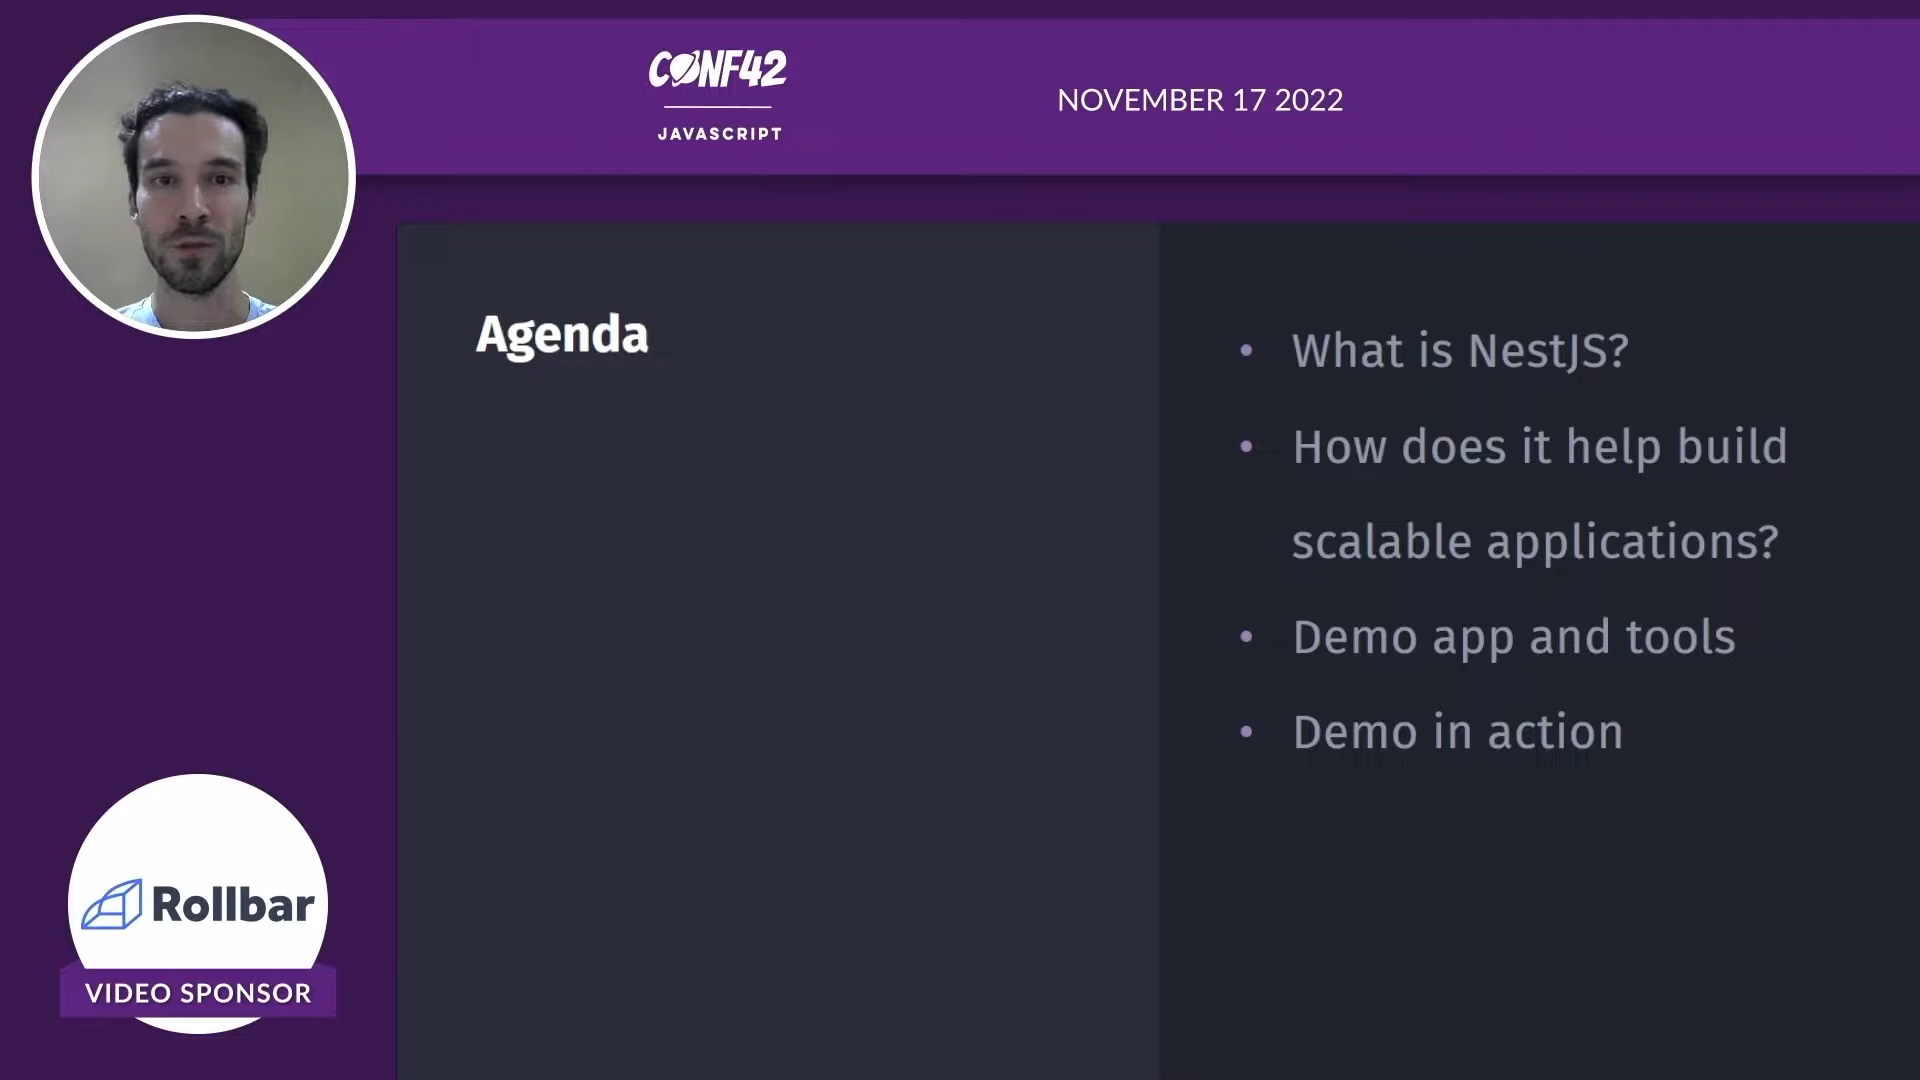 CONF42
JAVASCRIPT
NOVEMBER 17 2022
Agenda
• What is NestJS?
• How does it help build
scalable applications?
• Demo app and tools
• Demo in action
Rollbar
VIDEO SPONSOR